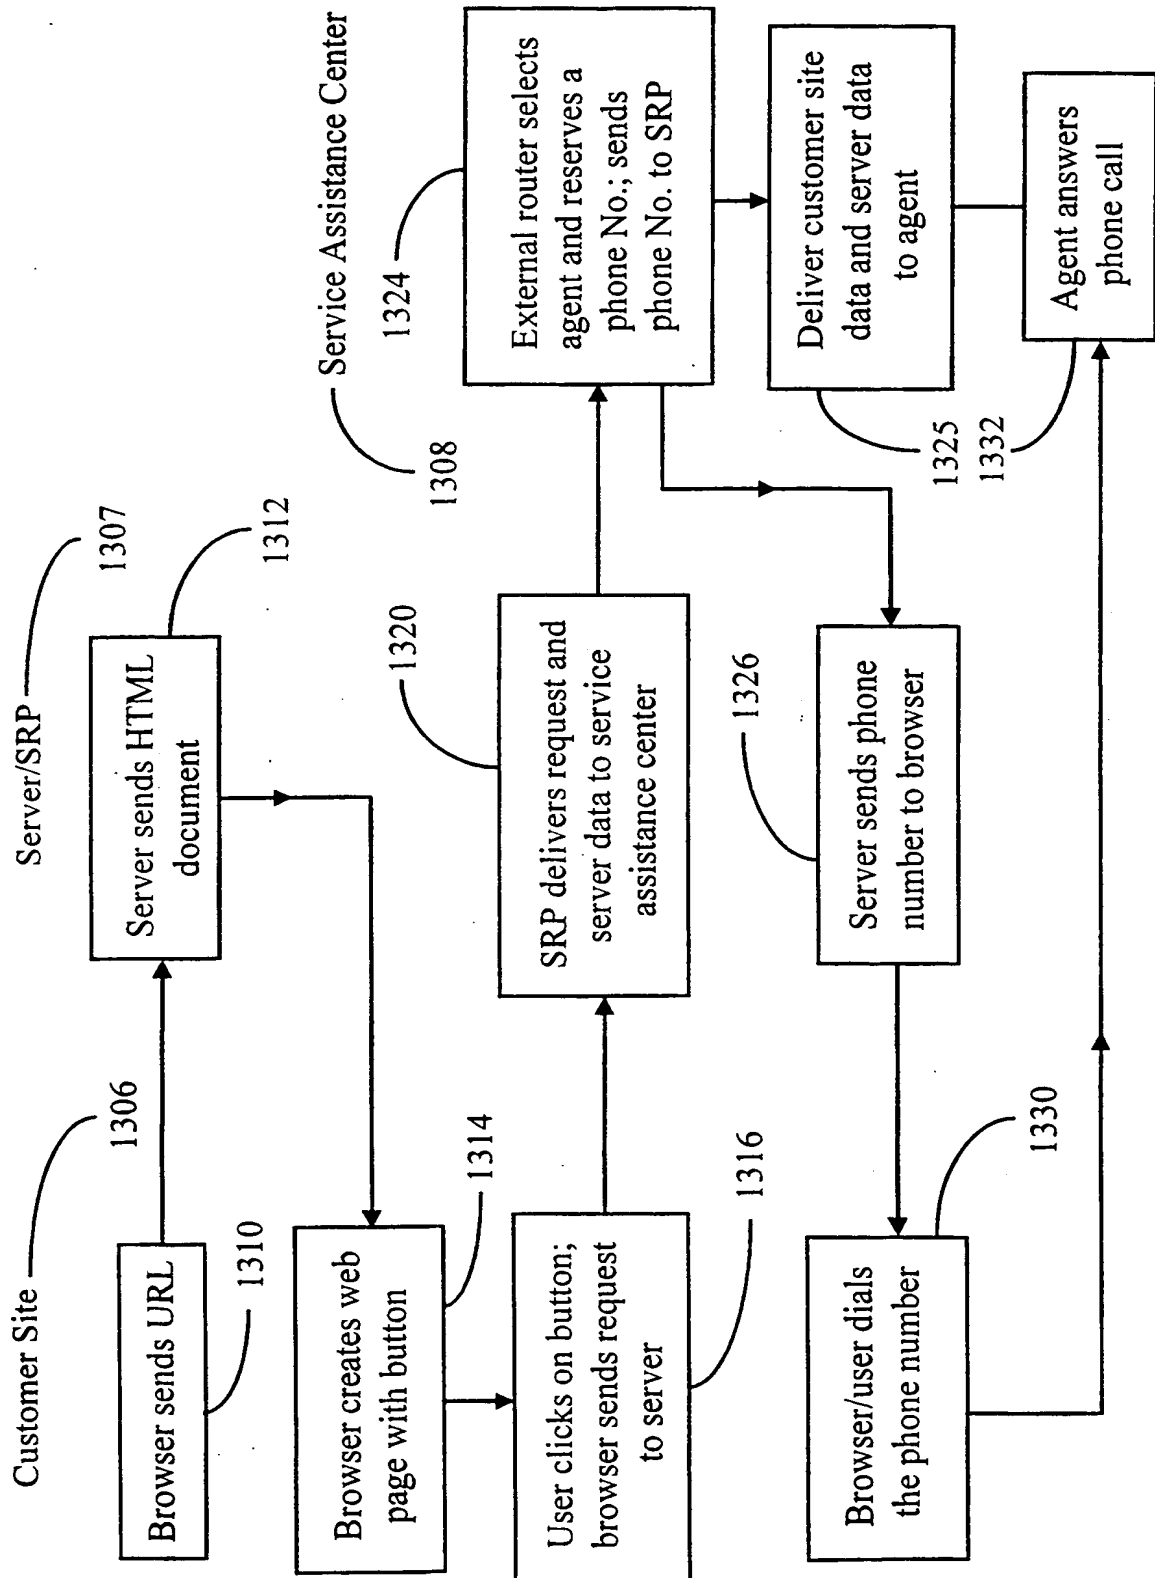 Customer Site
1306
Server/SRP
1307
Service Assistance Center
1308
Browser sends URL
1310
Server sends HTML
document
1312
Browser creates web
page with button
1314
User clicks on button;
browser sends request
to server
1316
SRP delivers request and
server data to service
assistance center
1320
External router selects
agent and reserves a
phone No.; sends
phone No. to SRP
1324
Deliver customer site
data and server data
to agent
1325
Server sends phone
number to browser
1326
Browser/user dials
the phone number
1330
Agent answers
phone call
1332